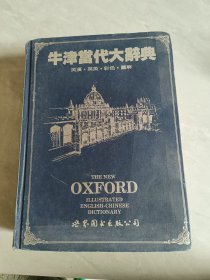 牛津當代大辭典
英漢·英英·彩色·圖解
THE NEW
OXFORD
ILLUSTRATED
ENGLISH-CHINESE
DICTIONARY
世界图书出版公司